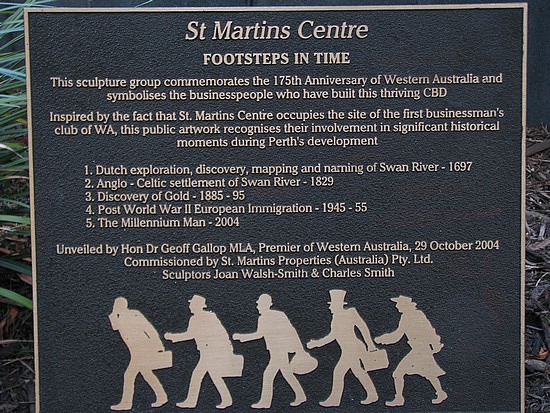 St Martins Centre
FOOTSTEPS IN TIME
This sculpture group commemorates the 175th Anniversary of Western Australia and
symbolises the businesspeople who have built this thriving CBD
Inspired by the fact that St. Martins Centre occupies the site of the first businessman's
club of WA, this public artwork recognises their involvement in significant historical
moments during Perth's development
1. Dutch exploration, discovery, mapping and naming of Swan River - 1697
2. Anglo - Celtic settlement of Swan River - 1829
3. Discovery of Gold - 1885 - 95
4. Post World War II European Immigration - 1945 - 55
5. The Millennium Man - 2004
Unveiled by Hon Dr Geoff Gallop MLA, Premier of Western Australia, 29 October 2004
Commissioned by St. Martins Properties (Australia) Pty. Ltd.
Sculptors Joan Walsh-Smith & Charles Smith